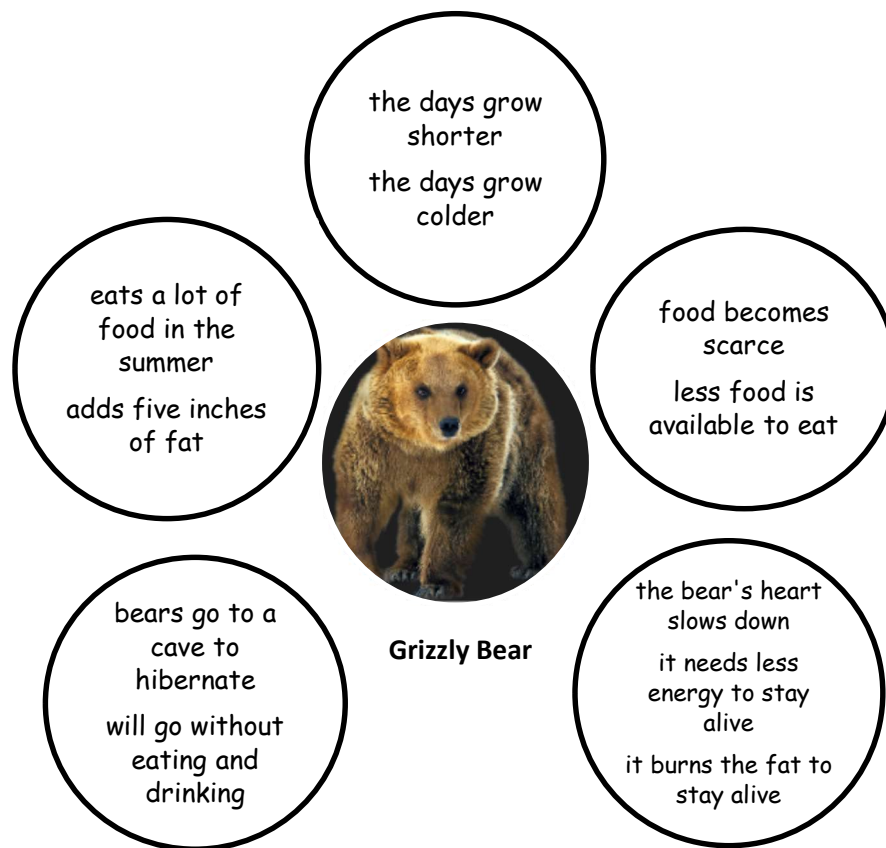 the days grow
shorter
the days grow
colder
eats a lot of
food in the
summer
adds five inches
of fat
food becomes
scarce
less food is
available to eat
bears go to a
cave to
hibernate
will go without
eating and
drinking
Grizzly Bear
the bear's heart
slows down
it needs less
energy to stay
alive
it burns the fat to
stay alive